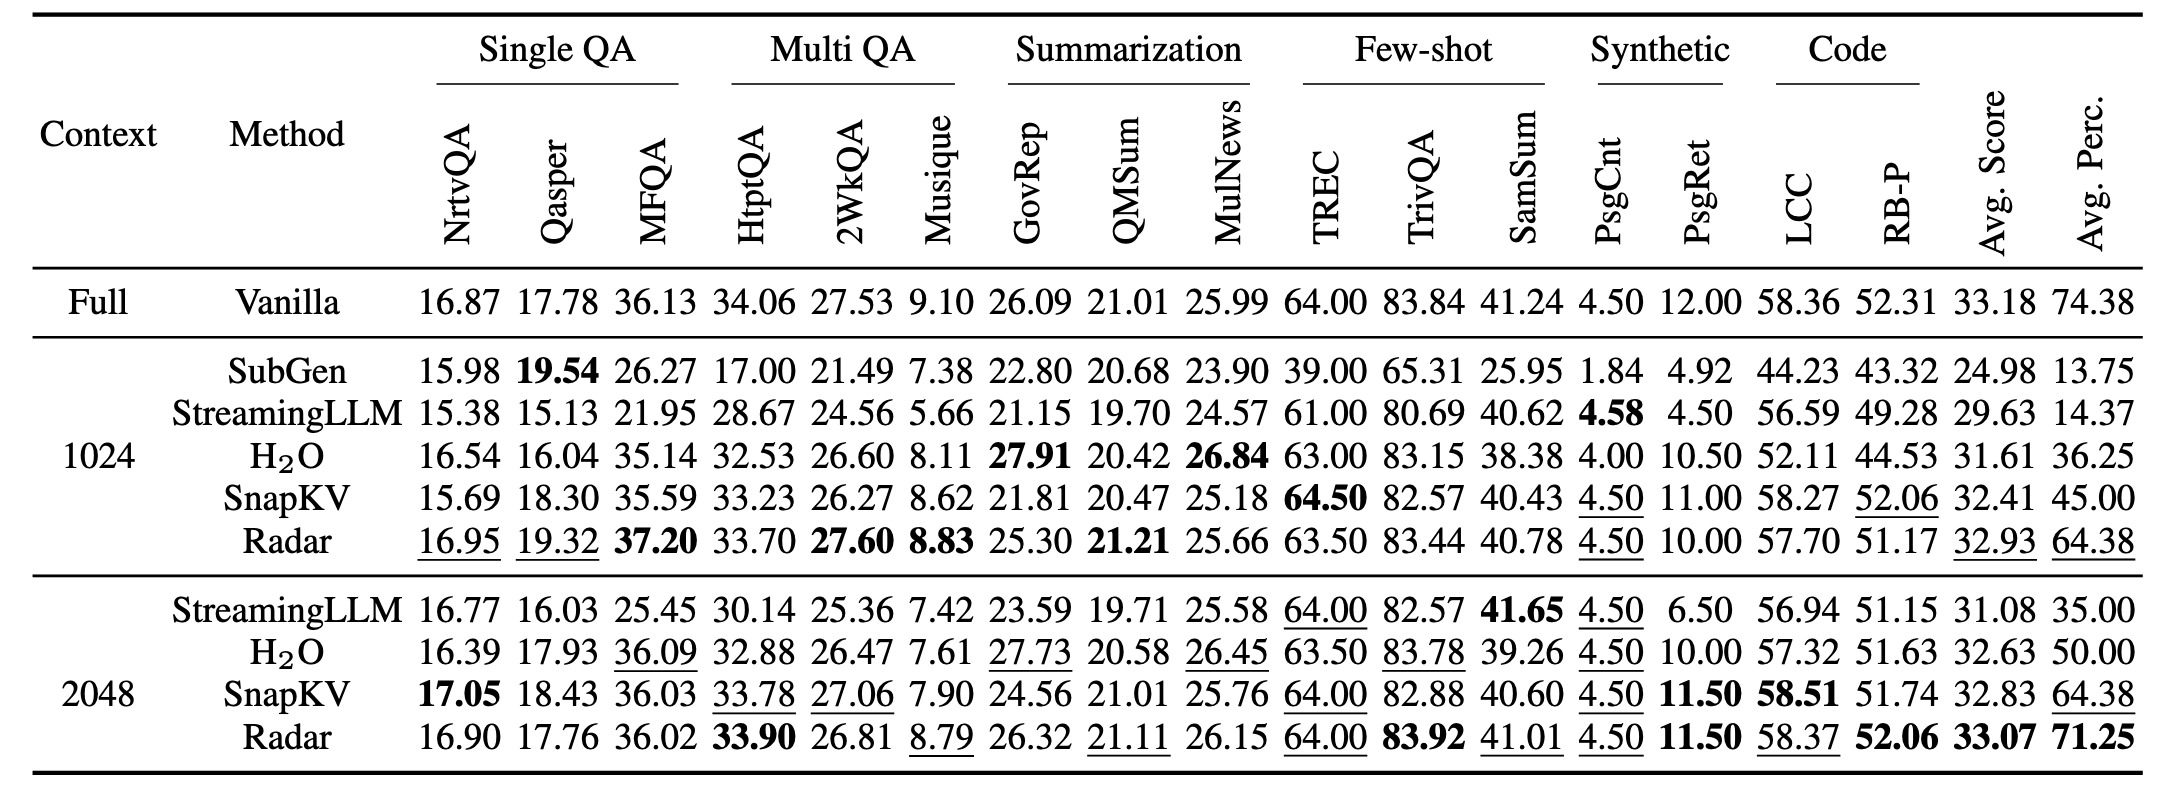 Single QA Multi QA Summarization Few-shot Synthetic Code
Context Method NrtvQA Qasper MFQA HtptQA 2WkQA Musique GovRep QMSum MulNews TREC TrivQA SamSum PsgCnt PsgRet LCC RB-P Avg. Score Avg. Perc.
Full Vanilla 16.87 17.78 36.13 34.06 27.53 9.10 26.09 21.01 25.99 64.00 83.84 41.24 4.50 12.00 58.36 52.31 33.18 74.38
SubGen 15.98 19.54 26.27 17.00 21.49 7.38 22.80 20.68 23.90 39.00 65.31 25.95 1.84 4.92 44.23 43.32 24.98 13.75
StreamingLLM 15.38 15.13 21.95 28.67 24.56 5.66 21.15 19.70 24.57 61.00 80.69 40.62 4.58 4.50 56.59 49.28 29.63 14.37
1024 H₂O 16.54 16.04 35.14 32.53 26.60 8.11 27.91 20.42 26.84 63.00 83.15 38.38 4.00 10.50 52.11 44.53 31.61 36.25
SnapKV 15.69 18.30 35.59 33.23 26.27 8.62 21.81 20.47 25.18 64.50 82.57 40.43 4.50 11.00 58.27 52.06 32.41 45.00
Radar 16.95 19.32 37.20 33.70 27.60 8.83 25.30 21.21 25.66 63.50 83.44 40.78 4.50 10.00 57.70 51.17 32.93 64.38
StreamingLLM 16.77 16.03 25.45 30.14 25.36 7.42 23.59 19.71 25.58 64.00 82.57 41.65 4.50 6.50 56.94 51.15 31.08 35.00
H₂O 16.39 17.93 36.09 32.88 26.47 7.61 27.73 20.58 26.45 63.50 83.78 39.26 4.50 10.00 57.32 51.63 32.63 50.00
2048 SnapKV 17.05 18.43 36.03 33.78 27.06 7.90 24.56 21.01 25.76 64.00 82.88 40.60 4.50 11.50 58.51 51.74 32.83 64.38
Radar 16.90 17.76 36.02 33.90 26.81 8.79 26.32 21.11 26.15 64.00 83.92 41.01 4.50 11.50 58.37 52.06 33.07 71.25